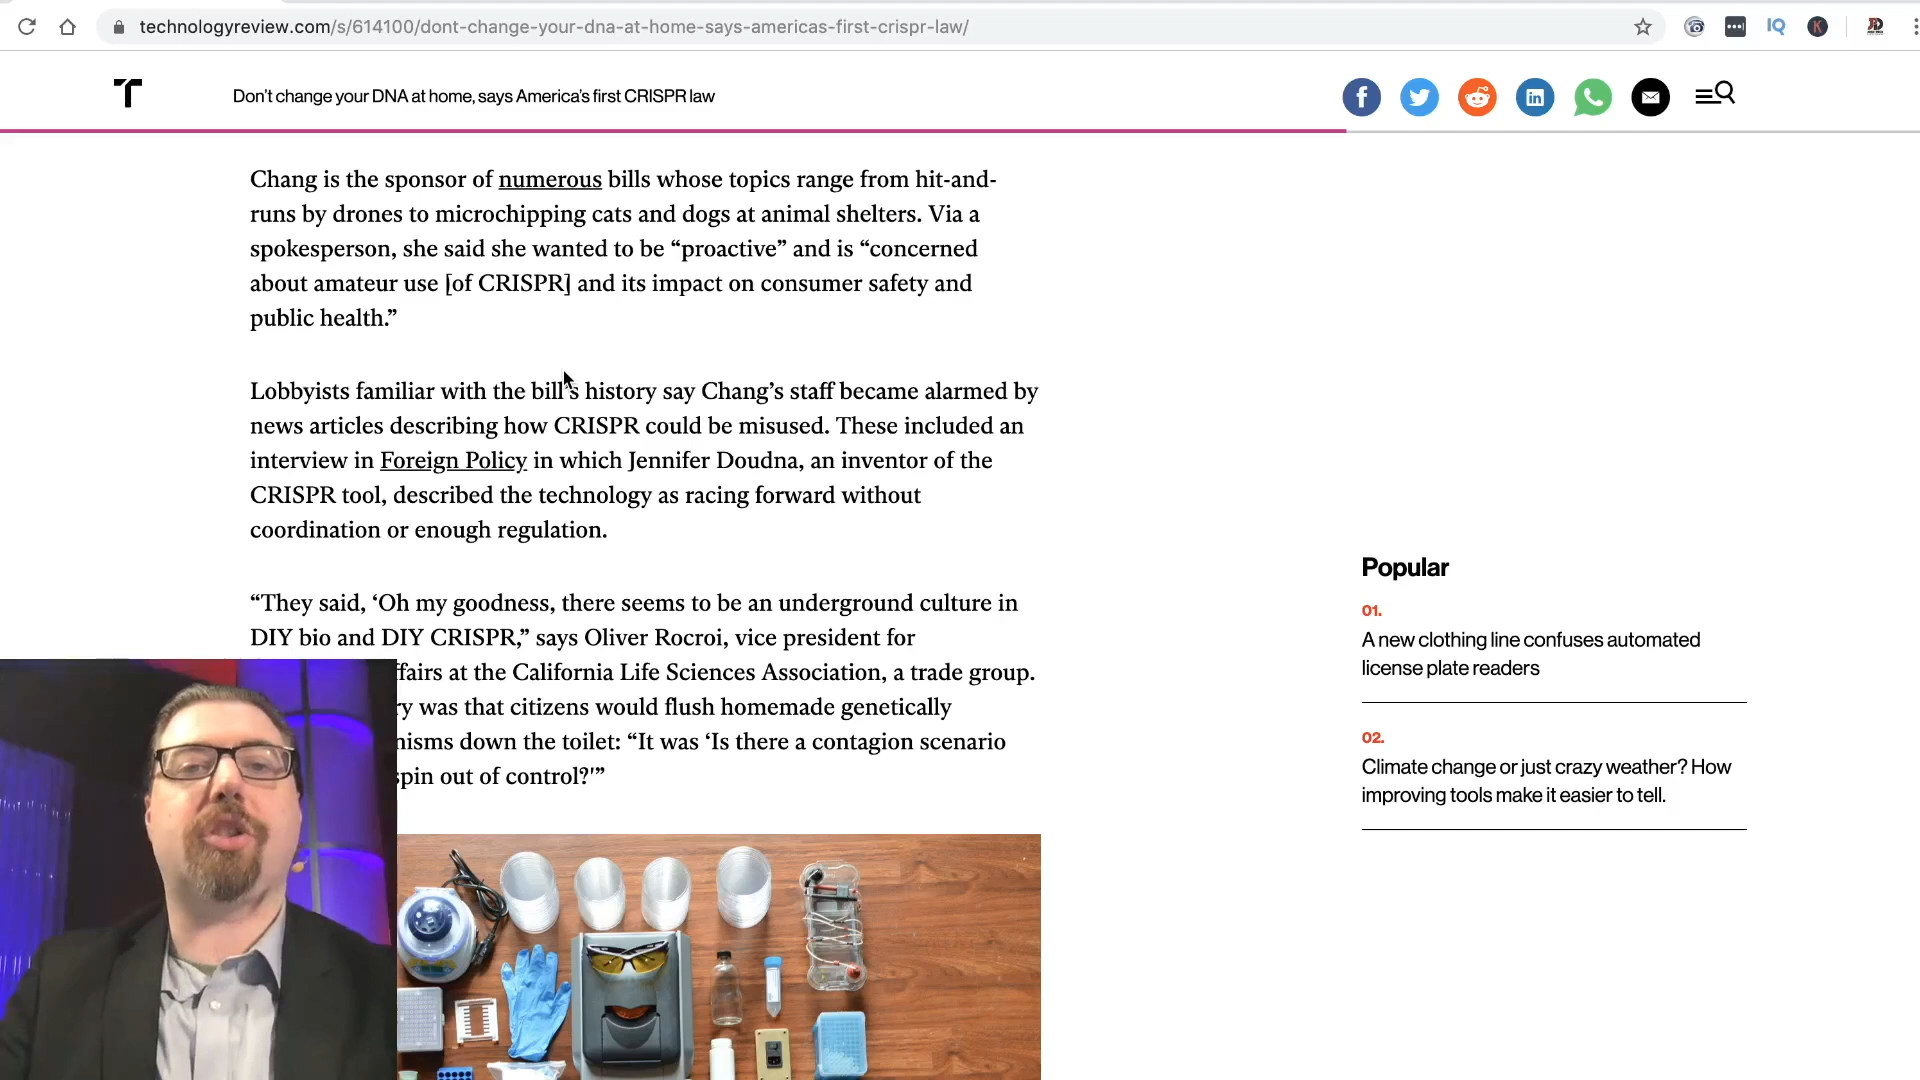 technologyreview.com/s/614100/dont-change-your-dna-at-home-says-americas-first-crispr-law/
IQ
K
Don't change your DNA at home, says America's first CRISPR law
Chang is the sponsor of numerous bills whose topics range from hit-and-
runs by drones to microchipping cats and dogs at animal shelters. Via a
spokesperson, she said she wanted to be “proactive” and is “concerned
about amateur use [of CRISPR] and its impact on consumer safety and
public health.”
Lobbyists familiar with the bill’s history say Chang’s staff became alarmed by
news articles describing how CRISPR could be misused. These included an
interview in Foreign Policy in which Jennifer Doudna, an inventor of the
CRISPR tool, described the technology as racing forward without
coordination or enough regulation.
“They said, ‘Oh my goodness, there seems to be an underground culture in
DIY bio and DIY CRISPR,” says Oliver Rocroi, vice president for
ffairs at the California Life Sciences Association, a trade group.
ry was that citizens would flush homemade genetically
nisms down the toilet: “It was ‘Is there a contagion scenario
spin out of control?'”
Popular
01.
A new clothing line confuses automated
license plate readers
02.
Climate change or just crazy weather? How
improving tools make it easier to tell.